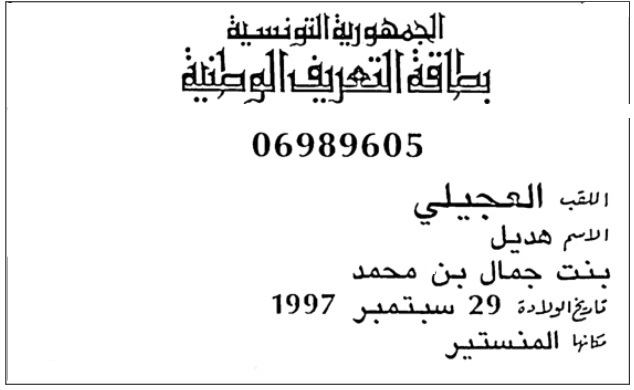 الجمهورية التونسية
بطاقة التعريف الوطنية
06989605
اللقب العجيلي
الاسم هديل
بنت جمال بن محمد
تاريخ الولادة 29 سبتمبر 1997
مكانها المنستير